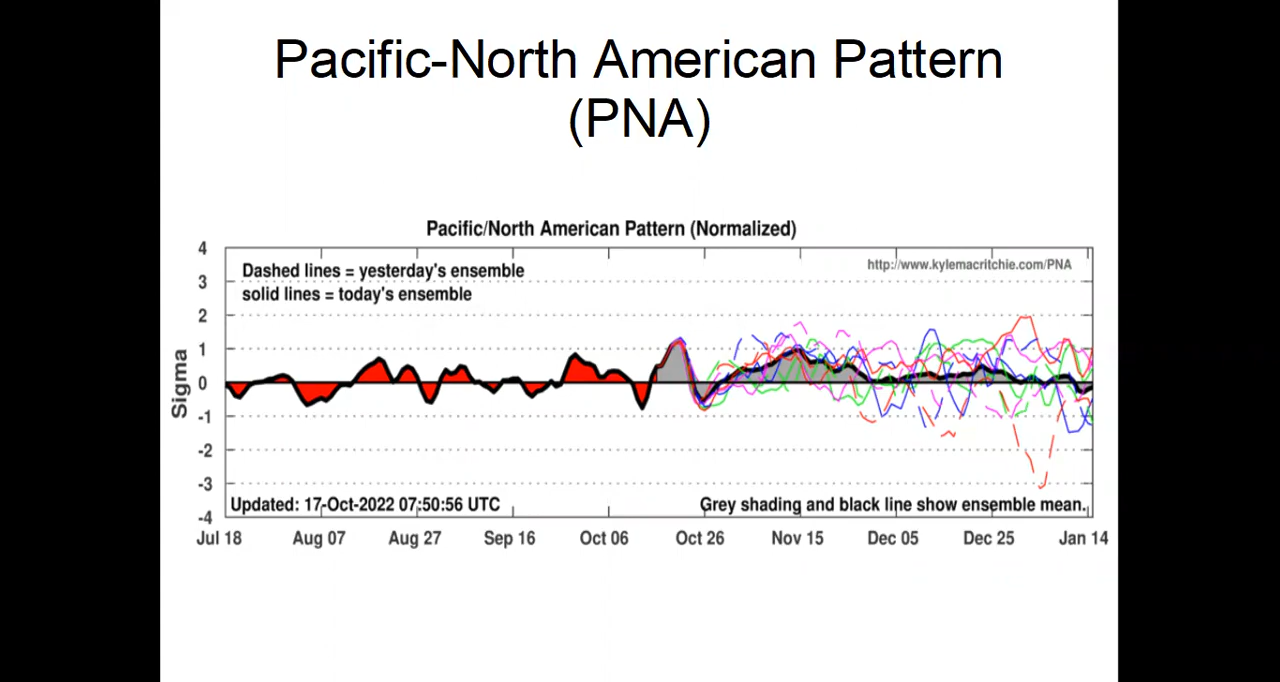 Pacific-North American Pattern
(PNA)
Pacific/North American Pattern (Normalized)
4
Dashed lines = yesterday's ensemble
http://www.kylemacritchie.com/PNA
3
solid lines = today's ensemble
2
1
0
-1
-2
-3
-4
Sigma
Updated: 17-Oct-2022 07:50:56 UTC
Grey shading and black line show ensemble mean.
Jul 18 Aug 07 Aug 27 Sep 16 Oct 06 Oct 26 Nov 15 Dec 05 Dec 25 Jan 14